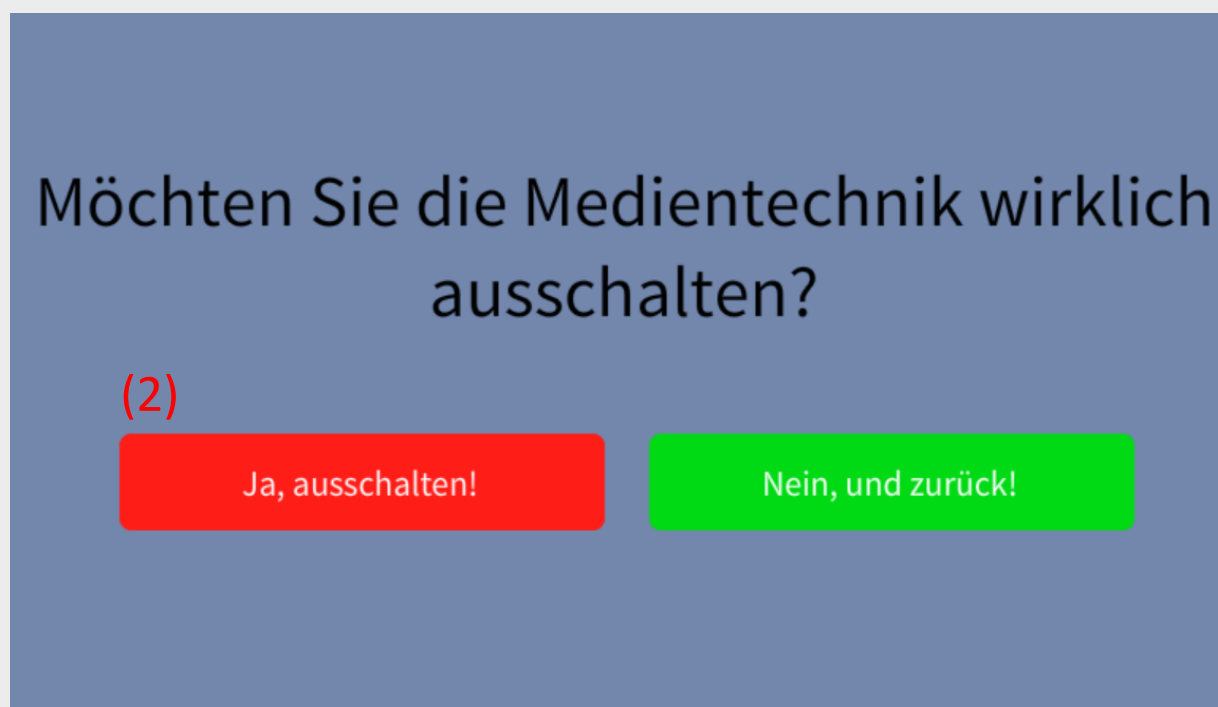 Möchten Sie die Medientechnik wirklich
ausschalten?
(2)
Ja, ausschalten!
Nein, und zurück!